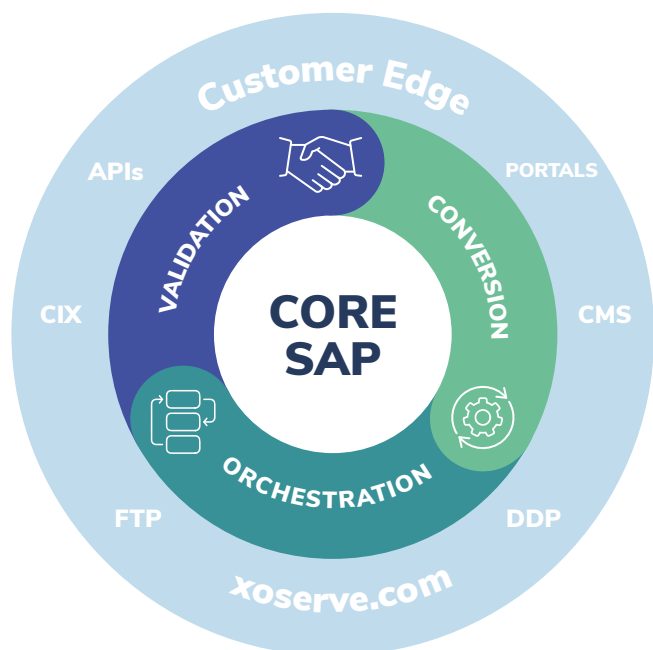 Customer Edge
APIs
PORTALS
VALIDATION
CONVERSION
CIX
CORE
SAP
CMS
ORCHESTRATION
FTP
DDP
xoserve.com